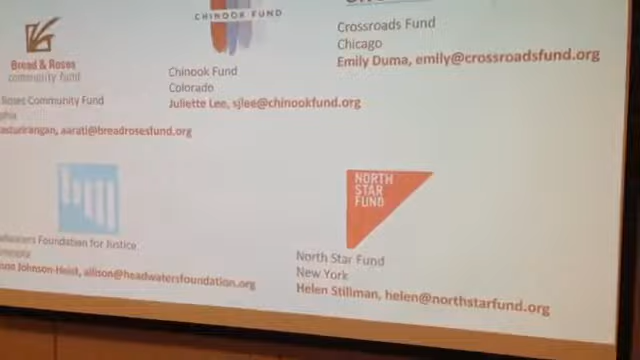 Bread & Roses
community fund
Roses Community Fund
aarati@breadrosesfund.org
CHINOOK FUND
Chinook Fund
Colorado
Juliette Lee, sjlee@chinookfund.org
Crossroads Fund
Chicago
Emily Duma, emily@crossroadsfund.org
Foundation for Justice
Johnson-Heist, allison@headwatersfoundation.org
NORTH
STAR
FUND
North Star Fund
New York
Helen Stillman, helen@northstarfund.org